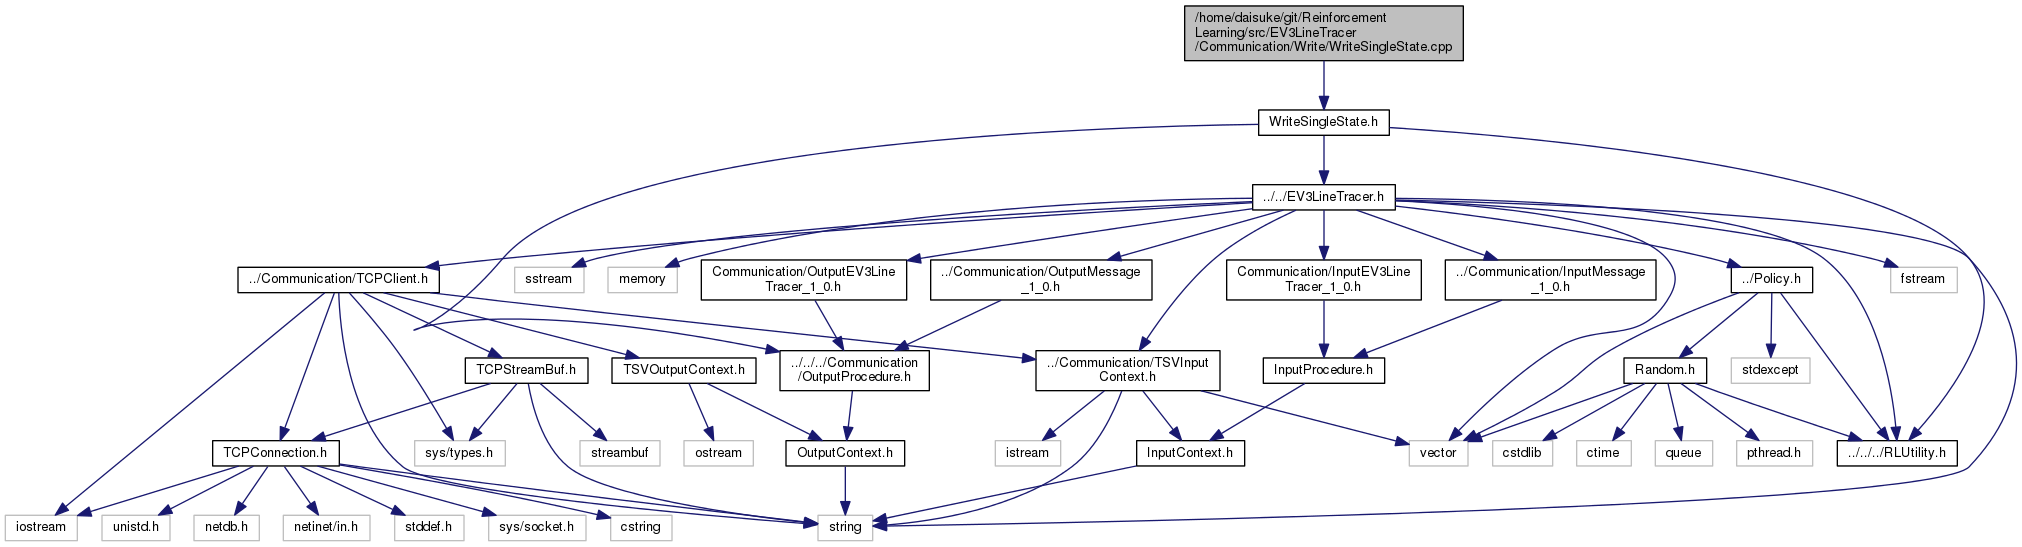 /home/daisuke/git/Reinforcement
Learning/src/EV3LineTracer
/Communication/Write/WriteSingleState.cpp
WriteSingleState.h
../../EV3LineTracer.h
../Communication/TCPClient.h
sstream
memory
Communication/OutputEV3Line
Tracer_1_0.h
../Communication/OutputMessage
_1_0.h
Communication/InputEV3Line
Tracer_1_0.h
../Communication/InputMessage
_1_0.h
../Policy.h
fstream
TCPStreamBuf.h
TSVOutputContext.h
../../../Communication
/OutputProcedure.h
../Communication/TSVInput
Context.h
InputProcedure.h
Random.h
stdexcept
TCPConnection.h
sys/types.h
streambuf
ostream
OutputContext.h
istream
InputContext.h
vector
cstdlib
ctime
queue
pthread.h
../../../RLUtility.h
iostream
unistd.h
netdb.h
netinet/in.h
stddef.h
sys/socket.h
cstring
string